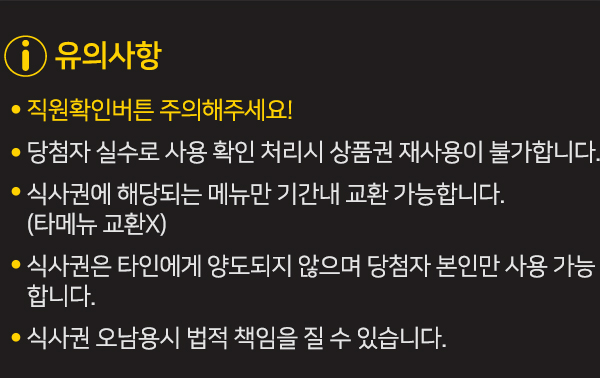 유의사항
• 직원확인버튼 주의해주세요!
• 당첨자 실수로 사용 확인 처리시 상품권 재사용이 불가합니다.
• 식사권에 해당되는 메뉴만 기간내 교환 가능합니다.
(타메뉴 교환X)
• 식사권은 타인에게 양도되지 않으며 당첨자 본인만 사용 가능
합니다.
• 식사권 오남용시 법적 책임을 질 수 있습니다.